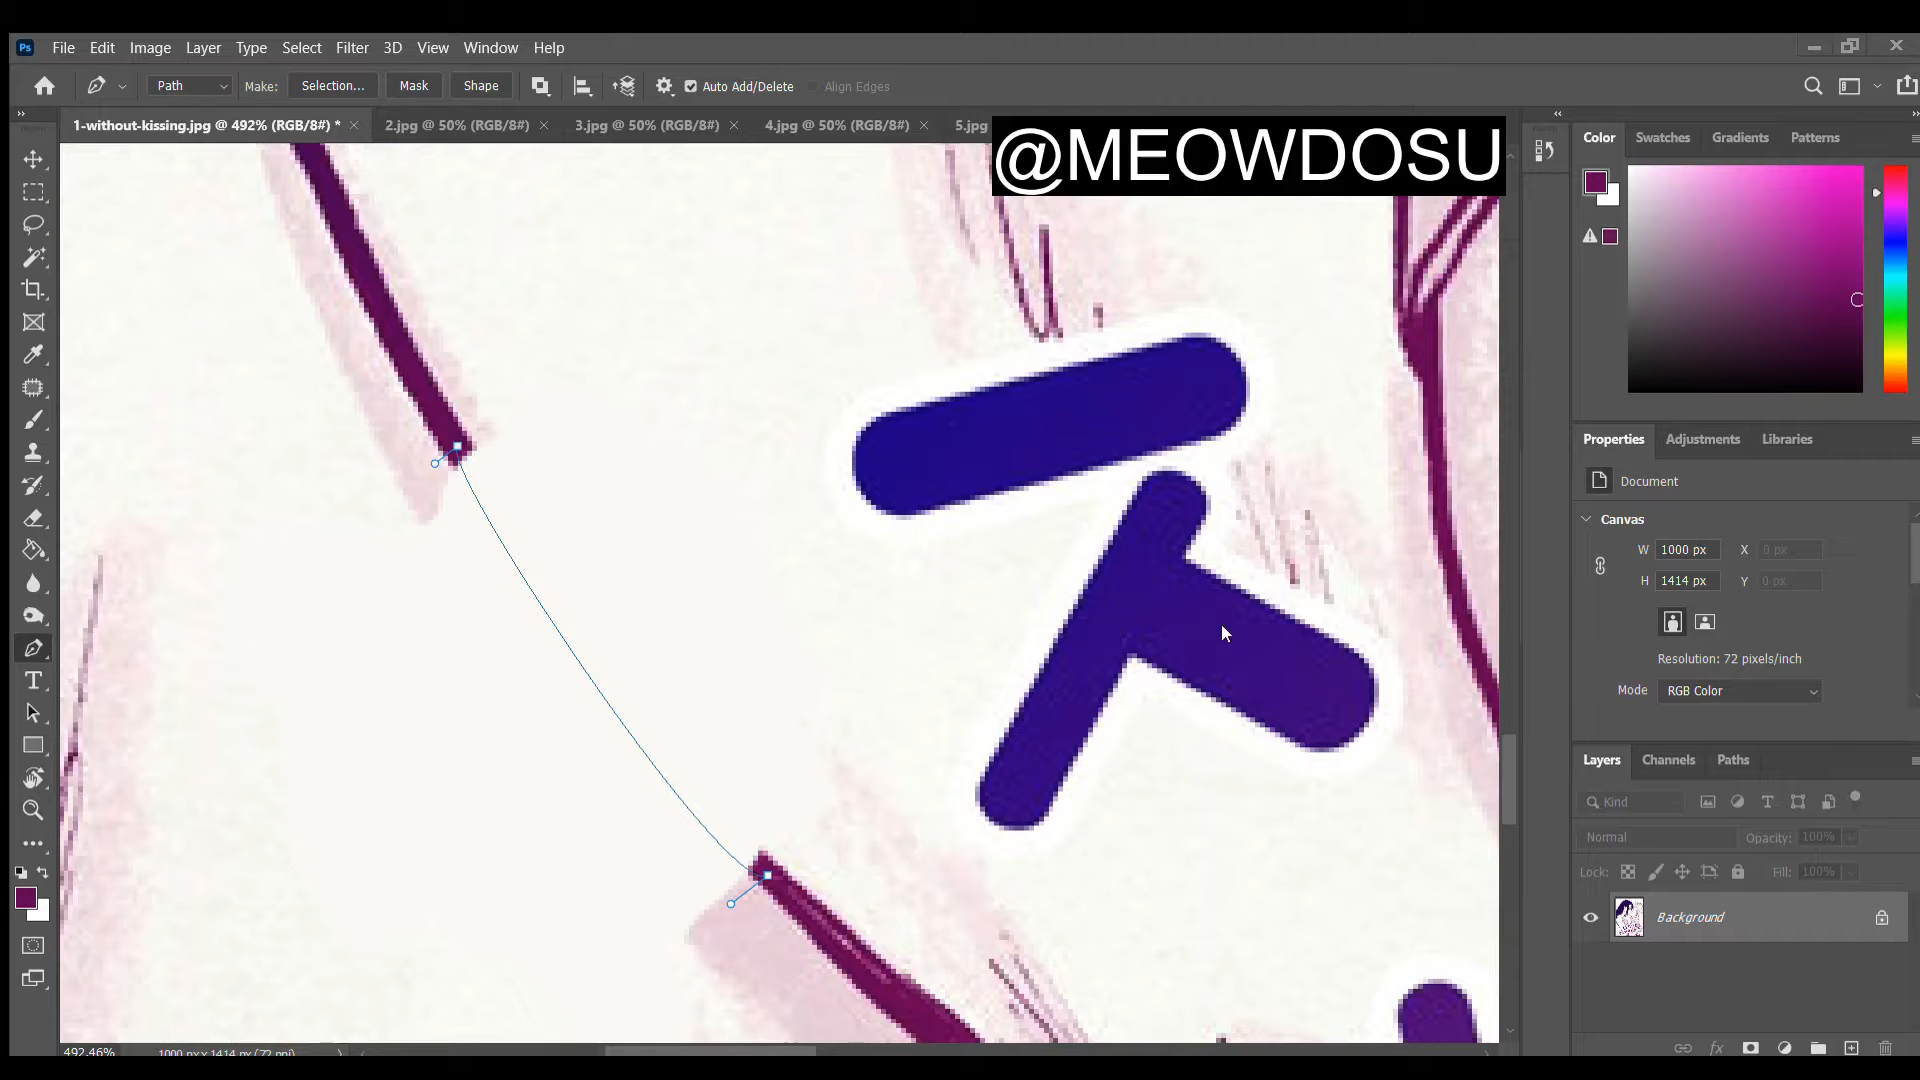 Ps File Edit Image Layer Type Select Filter 3D View Window Help
Path Make: Selection... Mask Shape Auto Add/Delete Align Edges
1-without-kissing.jpg @ 492% (RGB/8#) * 2.jpg @ 50% (RGB/8#) 3.jpg @ 50% (RGB/8#) 4.jpg @ 50% (RGB/8#) 5.jpg
@MEOWDOSU
Color Swatches Gradients Patterns
Properties Adjustments Libraries
Document
Canvas
W 1000 px X 0 px
H 1414 px Y 0 px
Resolution: 72 pixels/inch
Mode RGB Color
Layers Channels Paths
Kind
Normal Opacity: 100%
Lock: Fill: 100%
Background
fx
492.46% 1000 px x 1414 px (72 ppi)